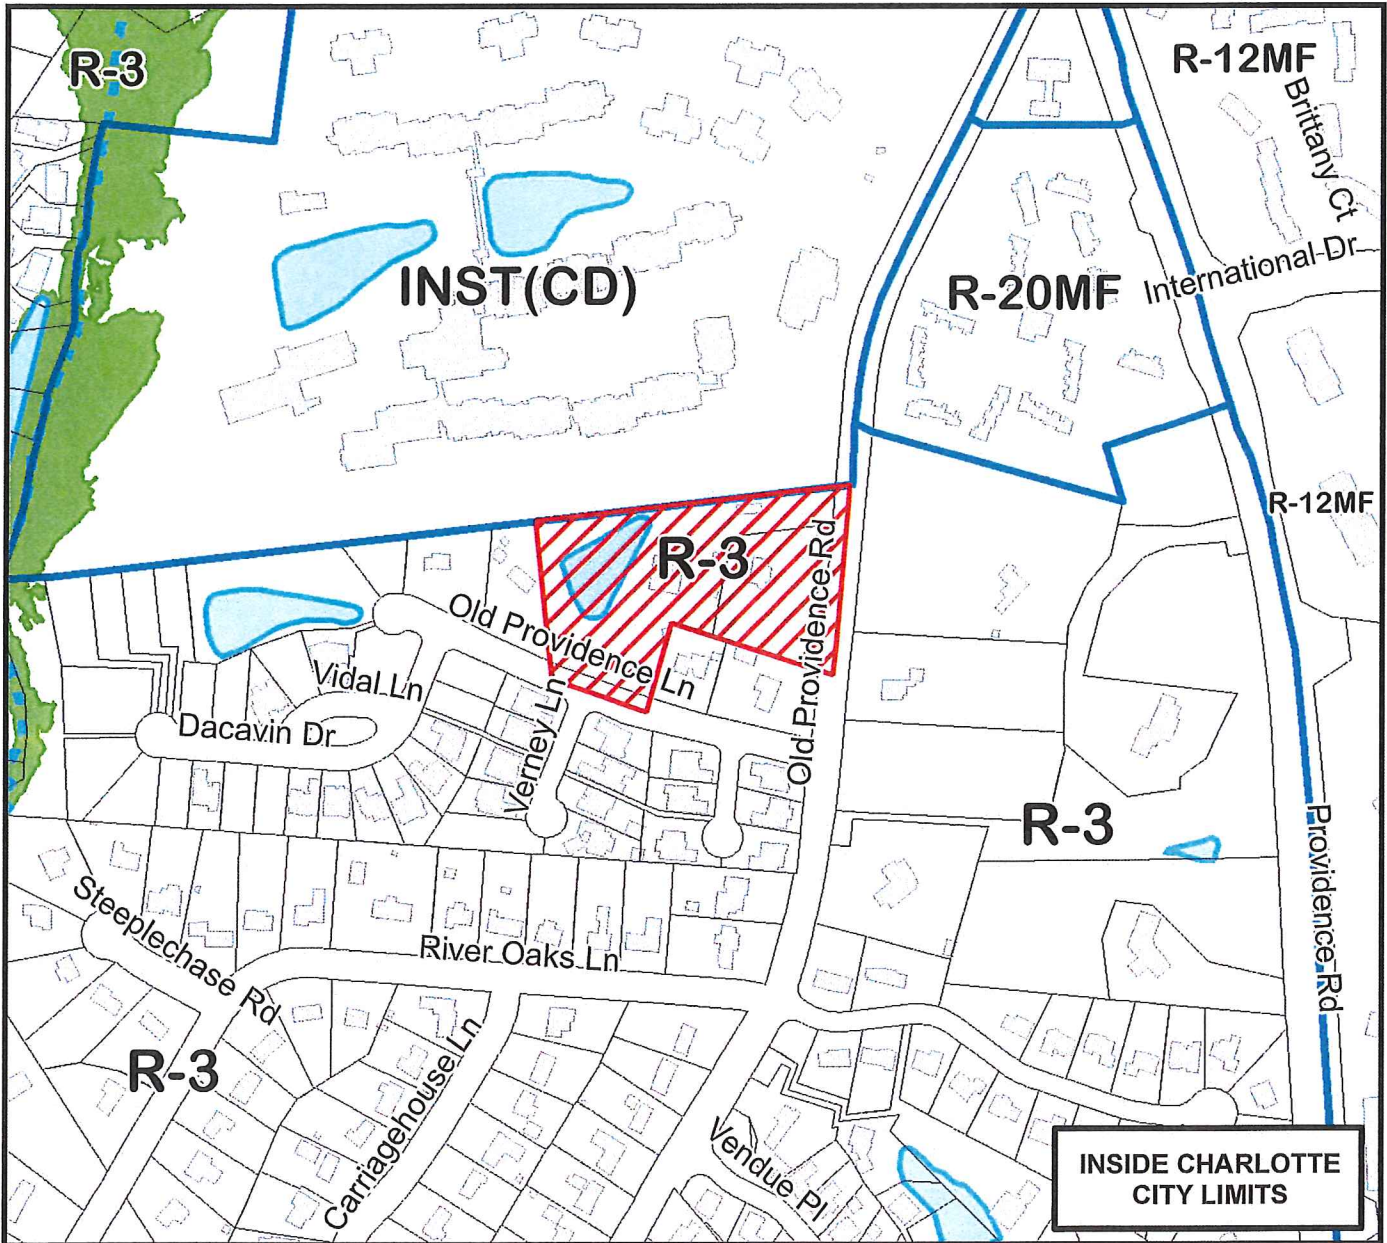 R-3
R-12MF
Brittany Ct
International Dr
INST(CD)
R-20MF
R-12MF
R-3
Old Providence Rd
Old Providence Ln
Vidal Ln
Dacavin Dr
Verney Ln
Old Providence Rd
R-3
Providence Rd
Steeplechase Rd
River Oaks Ln
R-3
Carriagehouse Ln
Vendue Pl
INSIDE CHARLOTTE
CITY LIMITS